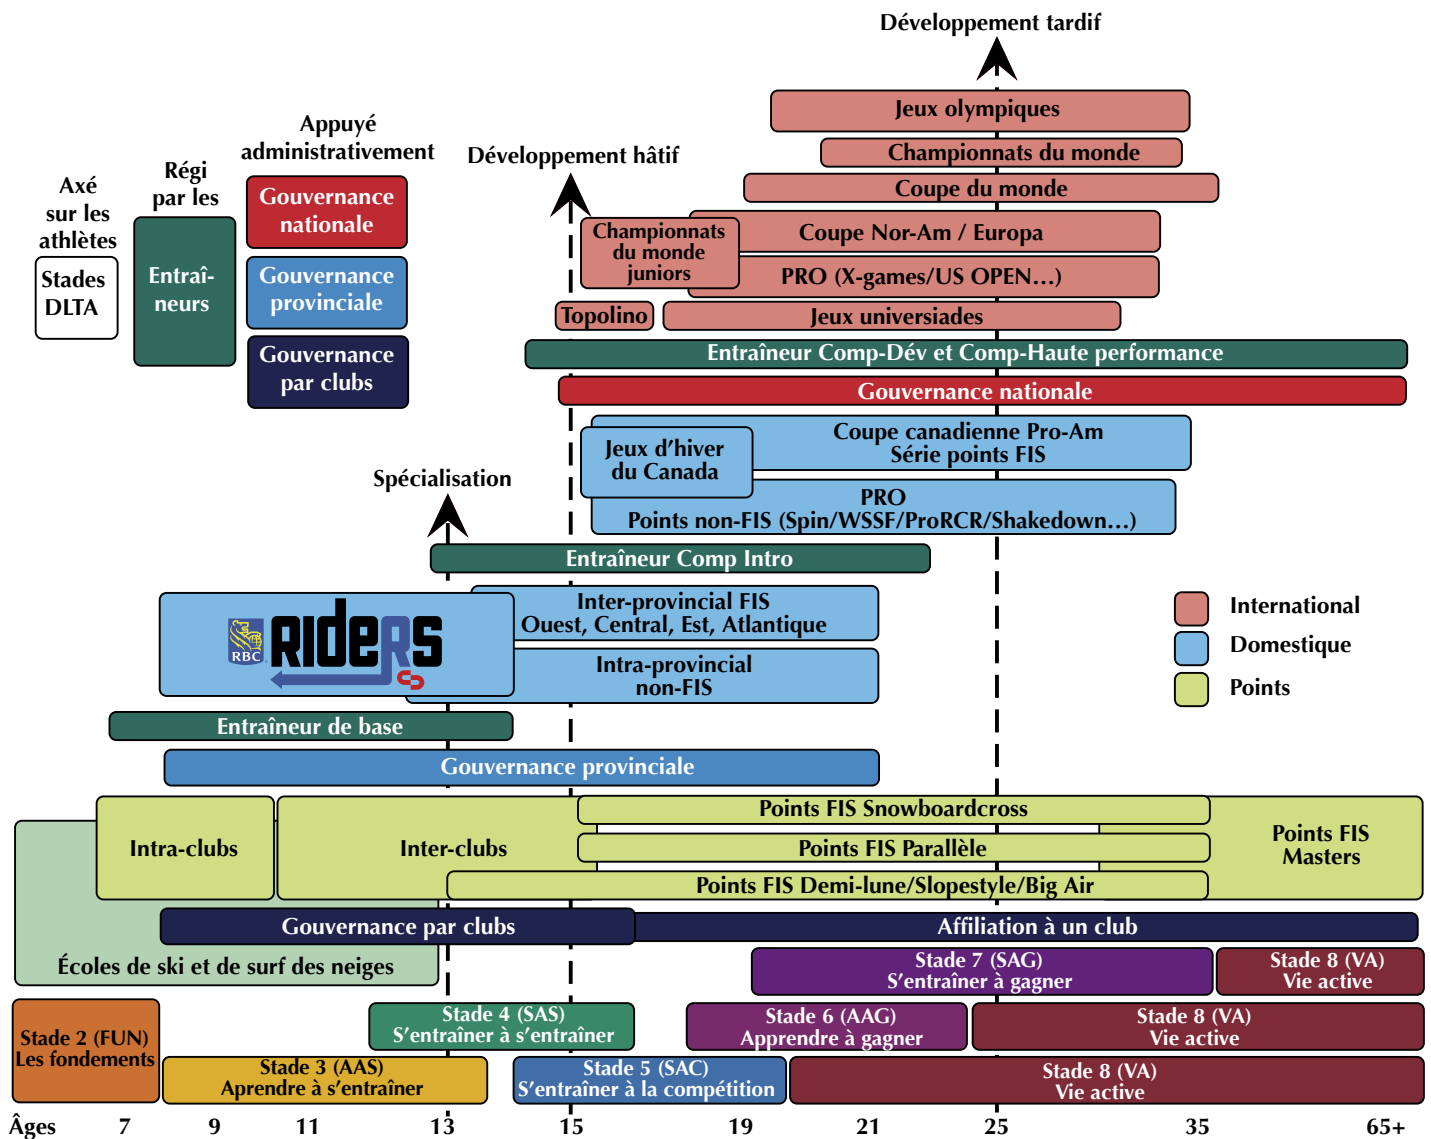 Développement tardif
Jeux olympiques
Appuyé
administrativement
Championnats du monde
Régi
par les
Développement hâtif
Axé
sur les
athlètes
Gouvernance
nationale
Coupe du monde
Championnats
du monde
juniors
Coupe Nor-Am / Europa
Stades
DLTA
Entraî-
neurs
Gouvernance
provinciale
PRO (X-games/US OPEN…)
Topolino
Jeux universiades
Gouvernance
par clubs
Entraîneur Comp-Dév et Comp-Haute performance
Gouvernance nationale
Coupe canadienne Pro-Am
Série points FIS
Jeux d'hiver
du Canada
Spécialisation
PRO
Points non-FIS (Spin/WSSF/ProRCR/Shakedown…)
Entraîneur Comp Intro
Inter-provincial FIS
Ouest, Central, Est, Atlantique
International
RBC
RIdeRS
Domestique
Intra-provincial
non-FIS
Points
Entraîneur de base
Gouvernance provinciale
Points FIS Snowboardcross
Intra-clubs
Inter-clubs
Points FIS Parallèle
Points FIS
Masters
Points FIS Demi-lune/Slopestyle/Big Air
Gouvernance par clubs
Affiliation à un club
Écoles de ski et de surf des neiges
Stade 7 (SAG)
S'entraîner à gagner
Stade 8 (VA)
Vie active
Stade 2 (FUN)
Les fondements
Stade 4 (SAS)
S'entraîner à s'entraîner
Stade 6 (AAG)
Apprendre à gagner
Stade 8 (VA)
Vie active
Stade 3 (AAS)
Aprendre à s'entraîner
Stade 5 (SAC)
S'entraîner à la compétition
Stade 8 (VA)
Vie active
Âges 7 9 11 13 15 19 21 25 35 65+